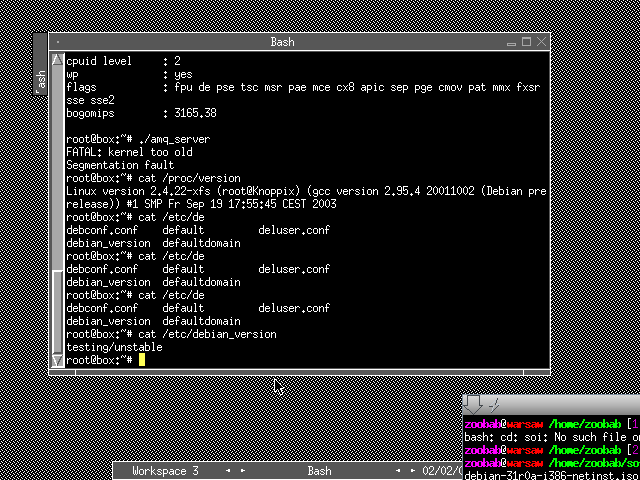 Bash
Bash
cpuid level : 2
wp : yes
flags : fpu de pse tsc msr pae mce cx8 apic sep pge cmov pat mmx fxsr
sse sse2
bogomips : 3165.38
root@box:~# ./amq_server
FATAL: kernel too old
Segmentation fault
root@box:~# cat /proc/version
Linux version 2.4.22-xfs (root@Knoppix) (gcc version 2.95.4 20011002 (Debian pre
release)) #1 SMP Fr Sep 19 17:55:45 CEST 2003
root@box:~# cat /etc/de
debconf.conf default deluser.conf
debian_version defaultdomain
root@box:~# cat /etc/de
debconf.conf default deluser.conf
debian_version defaultdomain
root@box:~# cat /etc/de
debconf.conf default deluser.conf
debian_version defaultdomain
root@box:~# cat /etc/debian_version
testing/unstable
root@box:~#
~/
zoobab@warsaw /home/zoobab [1
bash: cd: soi: No such file o
zoobab@warsaw /home/zoobab [2
zoobab@warsaw /home/zoobab/so
debian-31r0a-i386-netinst.iso
Workspace 3 Bash 02/02/0